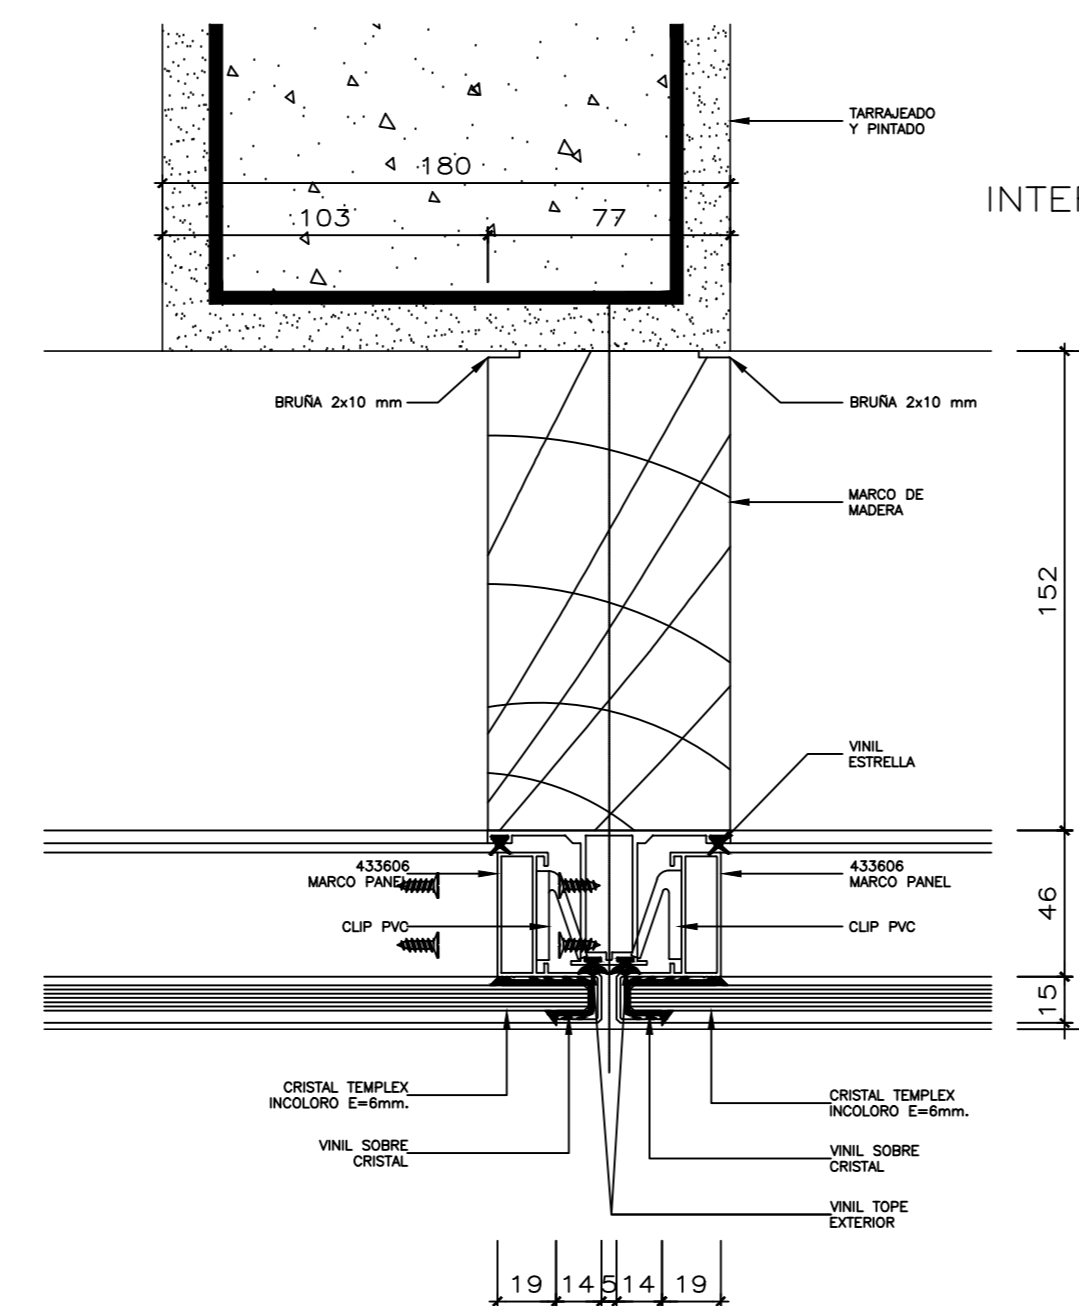 TARRAJEADO
Y PINTADO
180
103
77
BRUÑA 2x10 mm
BRUÑA 2x10 mm
MARCO DE
MADERA
152
VINIL
ESTRELLA
433606
MARCO PANEL
433606
MARCO PANEL
46
CLIP PVC
CLIP PVC
15
CRISTAL TEMPLEX
INCOLORO E=6mm.
CRISTAL TEMPLEX
INCOLORO E=6mm.
VINIL SOBRE
CRISTAL
VINIL SOBRE
CRISTAL
VINIL TOPE
EXTERIOR
19 14 5 14 19